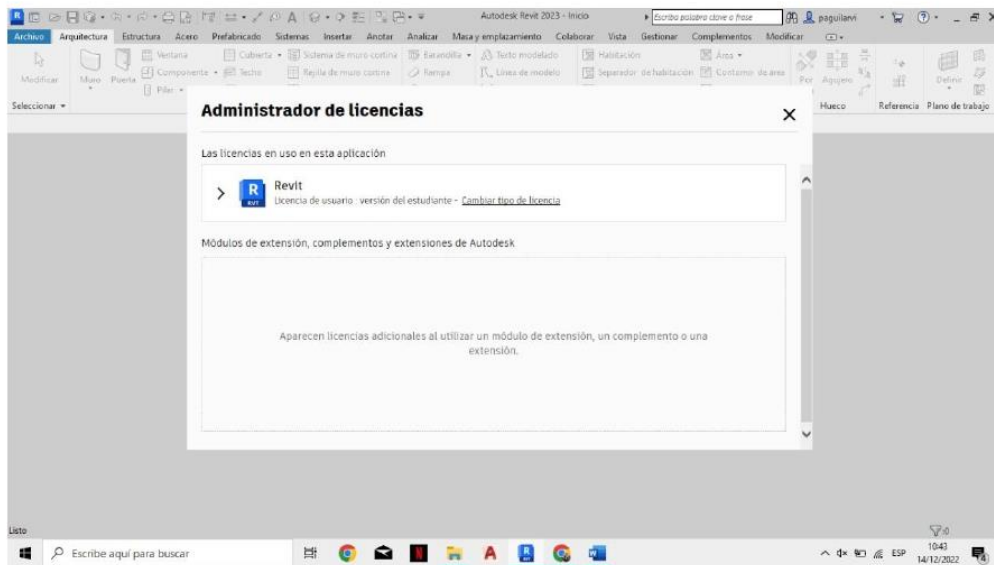 Autodesk Revit 2023 - Inicio
Escriba palabra clave o frase
paguilarvi
Archivo Arquitectura Estructura Acero Prefabricado Sistemas Insertar Anotar Analizar Masa y emplazamiento Colaborar Vista Gestionar Complementos Modificar
Modificar
Muro Puerta
Ventana
Componente
Pilar
Cubierta
Techo
Sistema de muro cortina
Rejilla de muro cortina
Barandilla
Rampa
Texto modelado
Línea de modelo
Habitación
Separador de habitación
Área
Contorno de área
Por Agujero
Definir
Seleccionar
Hueco Referencia Plano de trabajo
Administrador de licencias
Las licencias en uso en esta aplicación
Revit
Licencia de usuario : versión del estudiante - Cambiar tipo de licencia
Módulos de extensión, complementos y extensiones de Autodesk
Aparecen licencias adicionales al utilizar un módulo de extensión, un complemento o una
extensión.
Listo
:0
Escribe aquí para buscar
ESP
10:43
14/12/2022